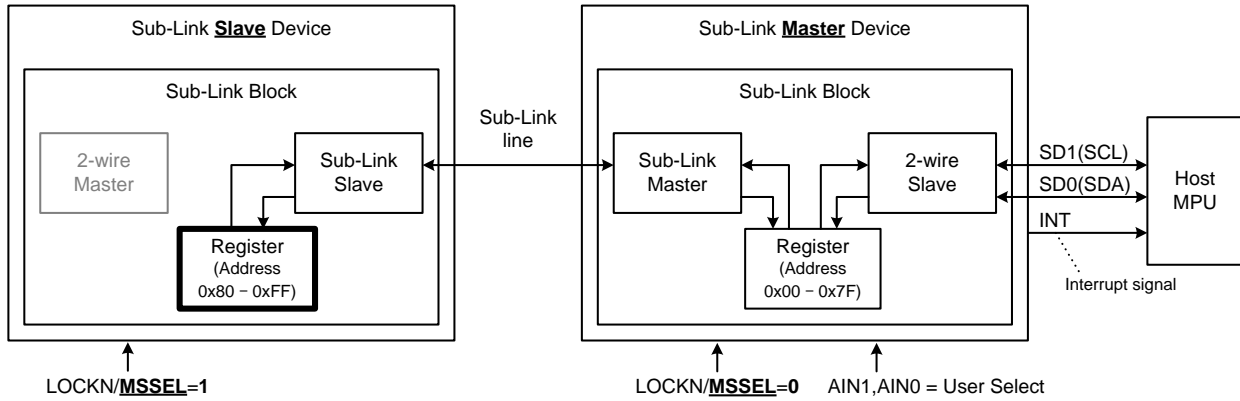 Sub-Link Slave Device
Sub-Link Block
2-wire
Master
Sub-Link
Slave
Register
(Address
0x80 − 0xFF)
LOCKN/MSSEL=1
Sub-Link
line
Sub-Link Master Device
Sub-Link Block
Sub-Link
Master
2-wire
Slave
Register
(Address
0x00 − 0x7F)
LOCKN/MSSEL=0
AIN1,AIN0 = User Select
SD1(SCL)
SD0(SDA)
INT
Interrupt signal
Host
MPU